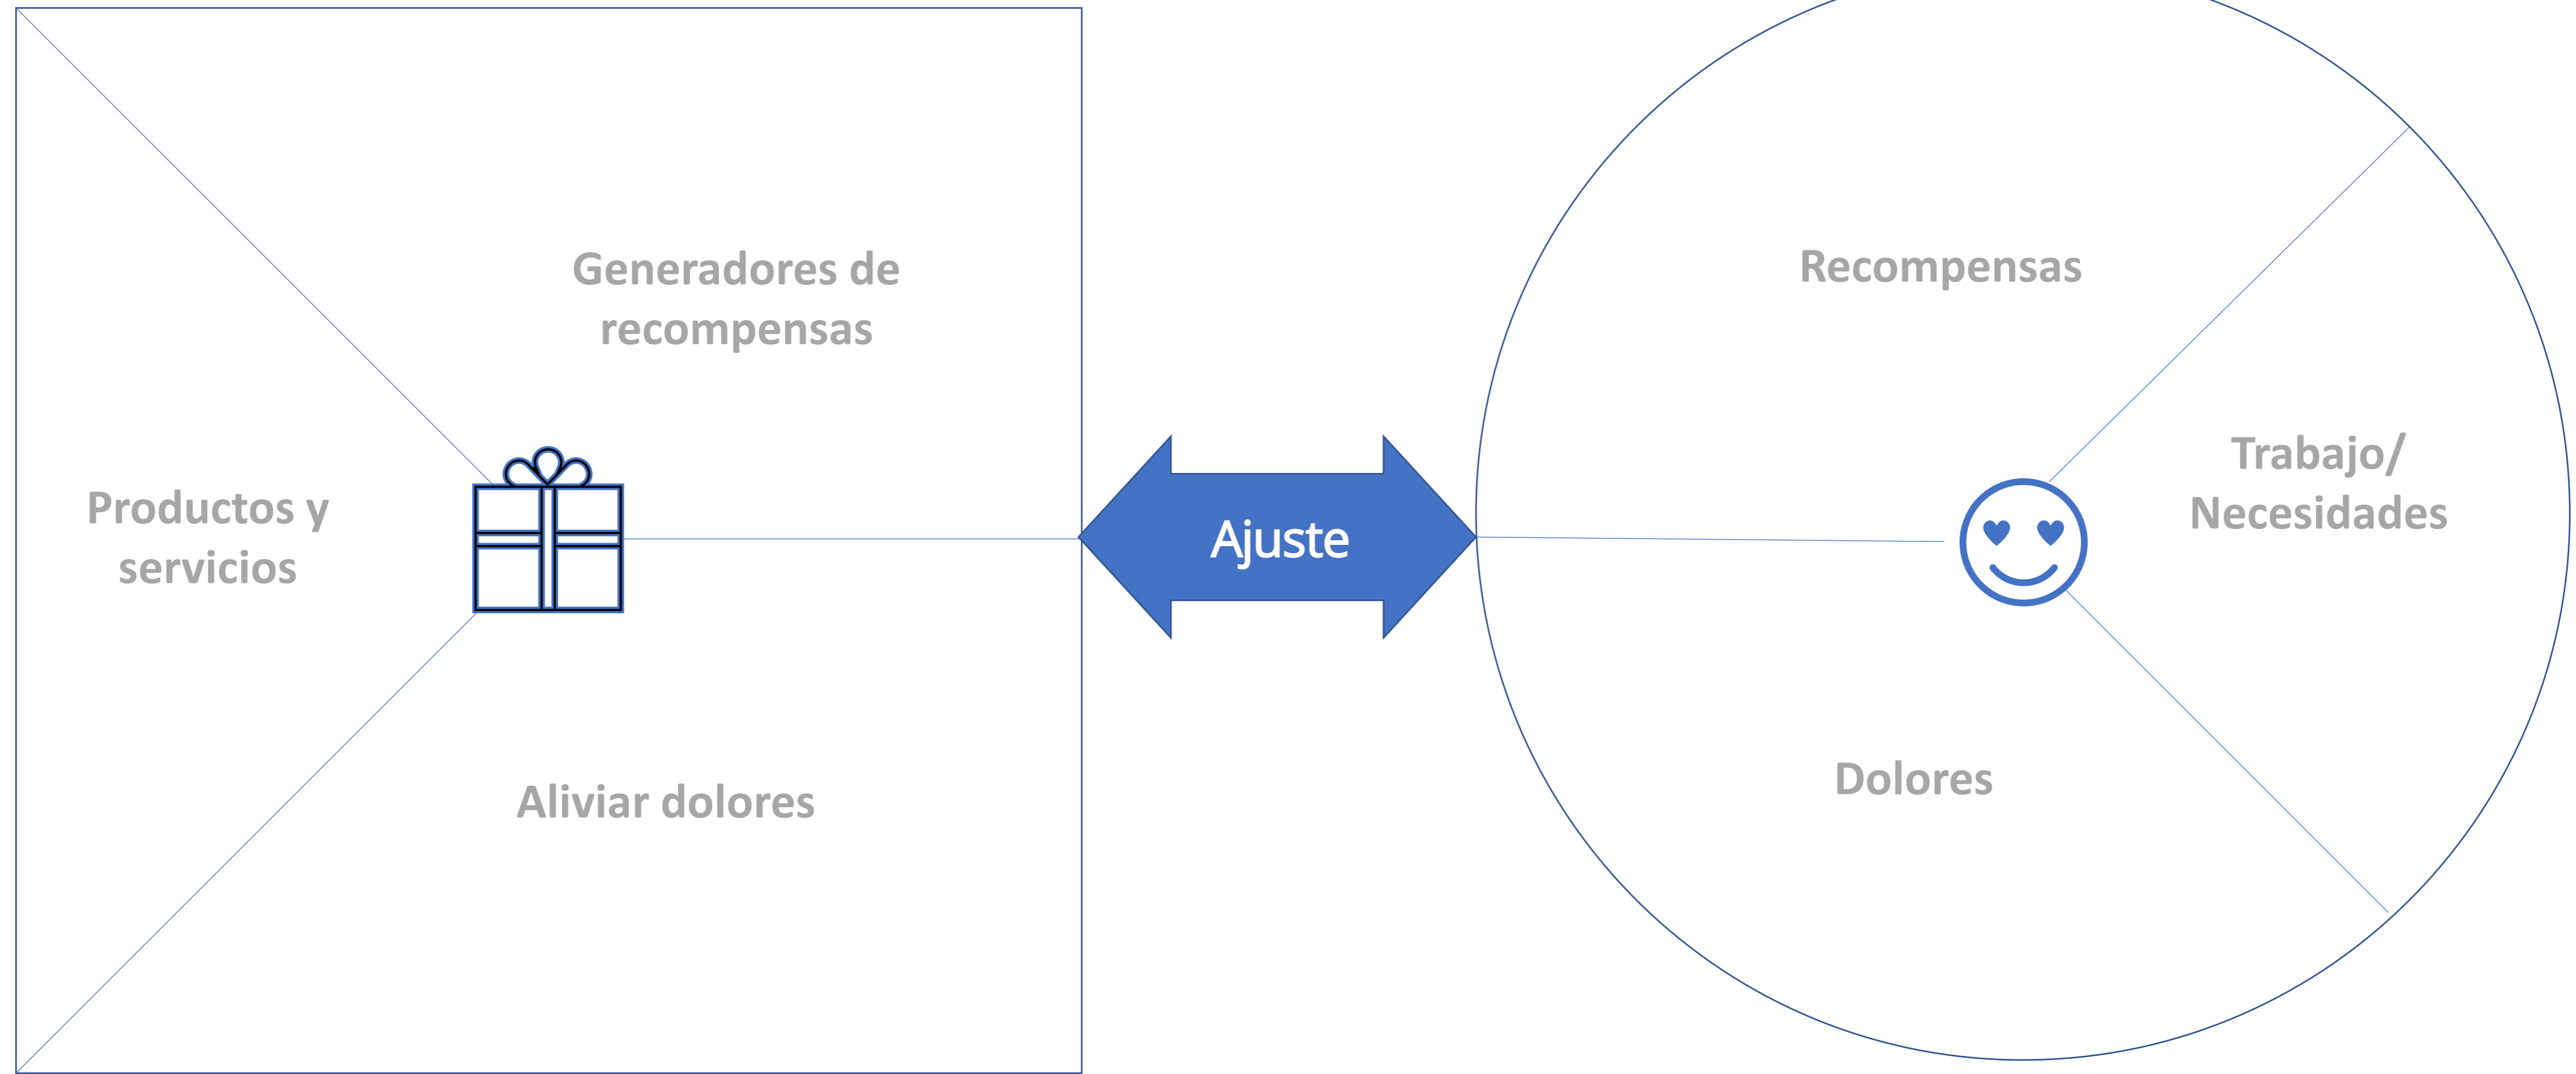 Generadores de
recompensas
Productos y
servicios
Aliviar dolores
Ajuste
Recompensas
Trabajo/
Necesidades
Dolores